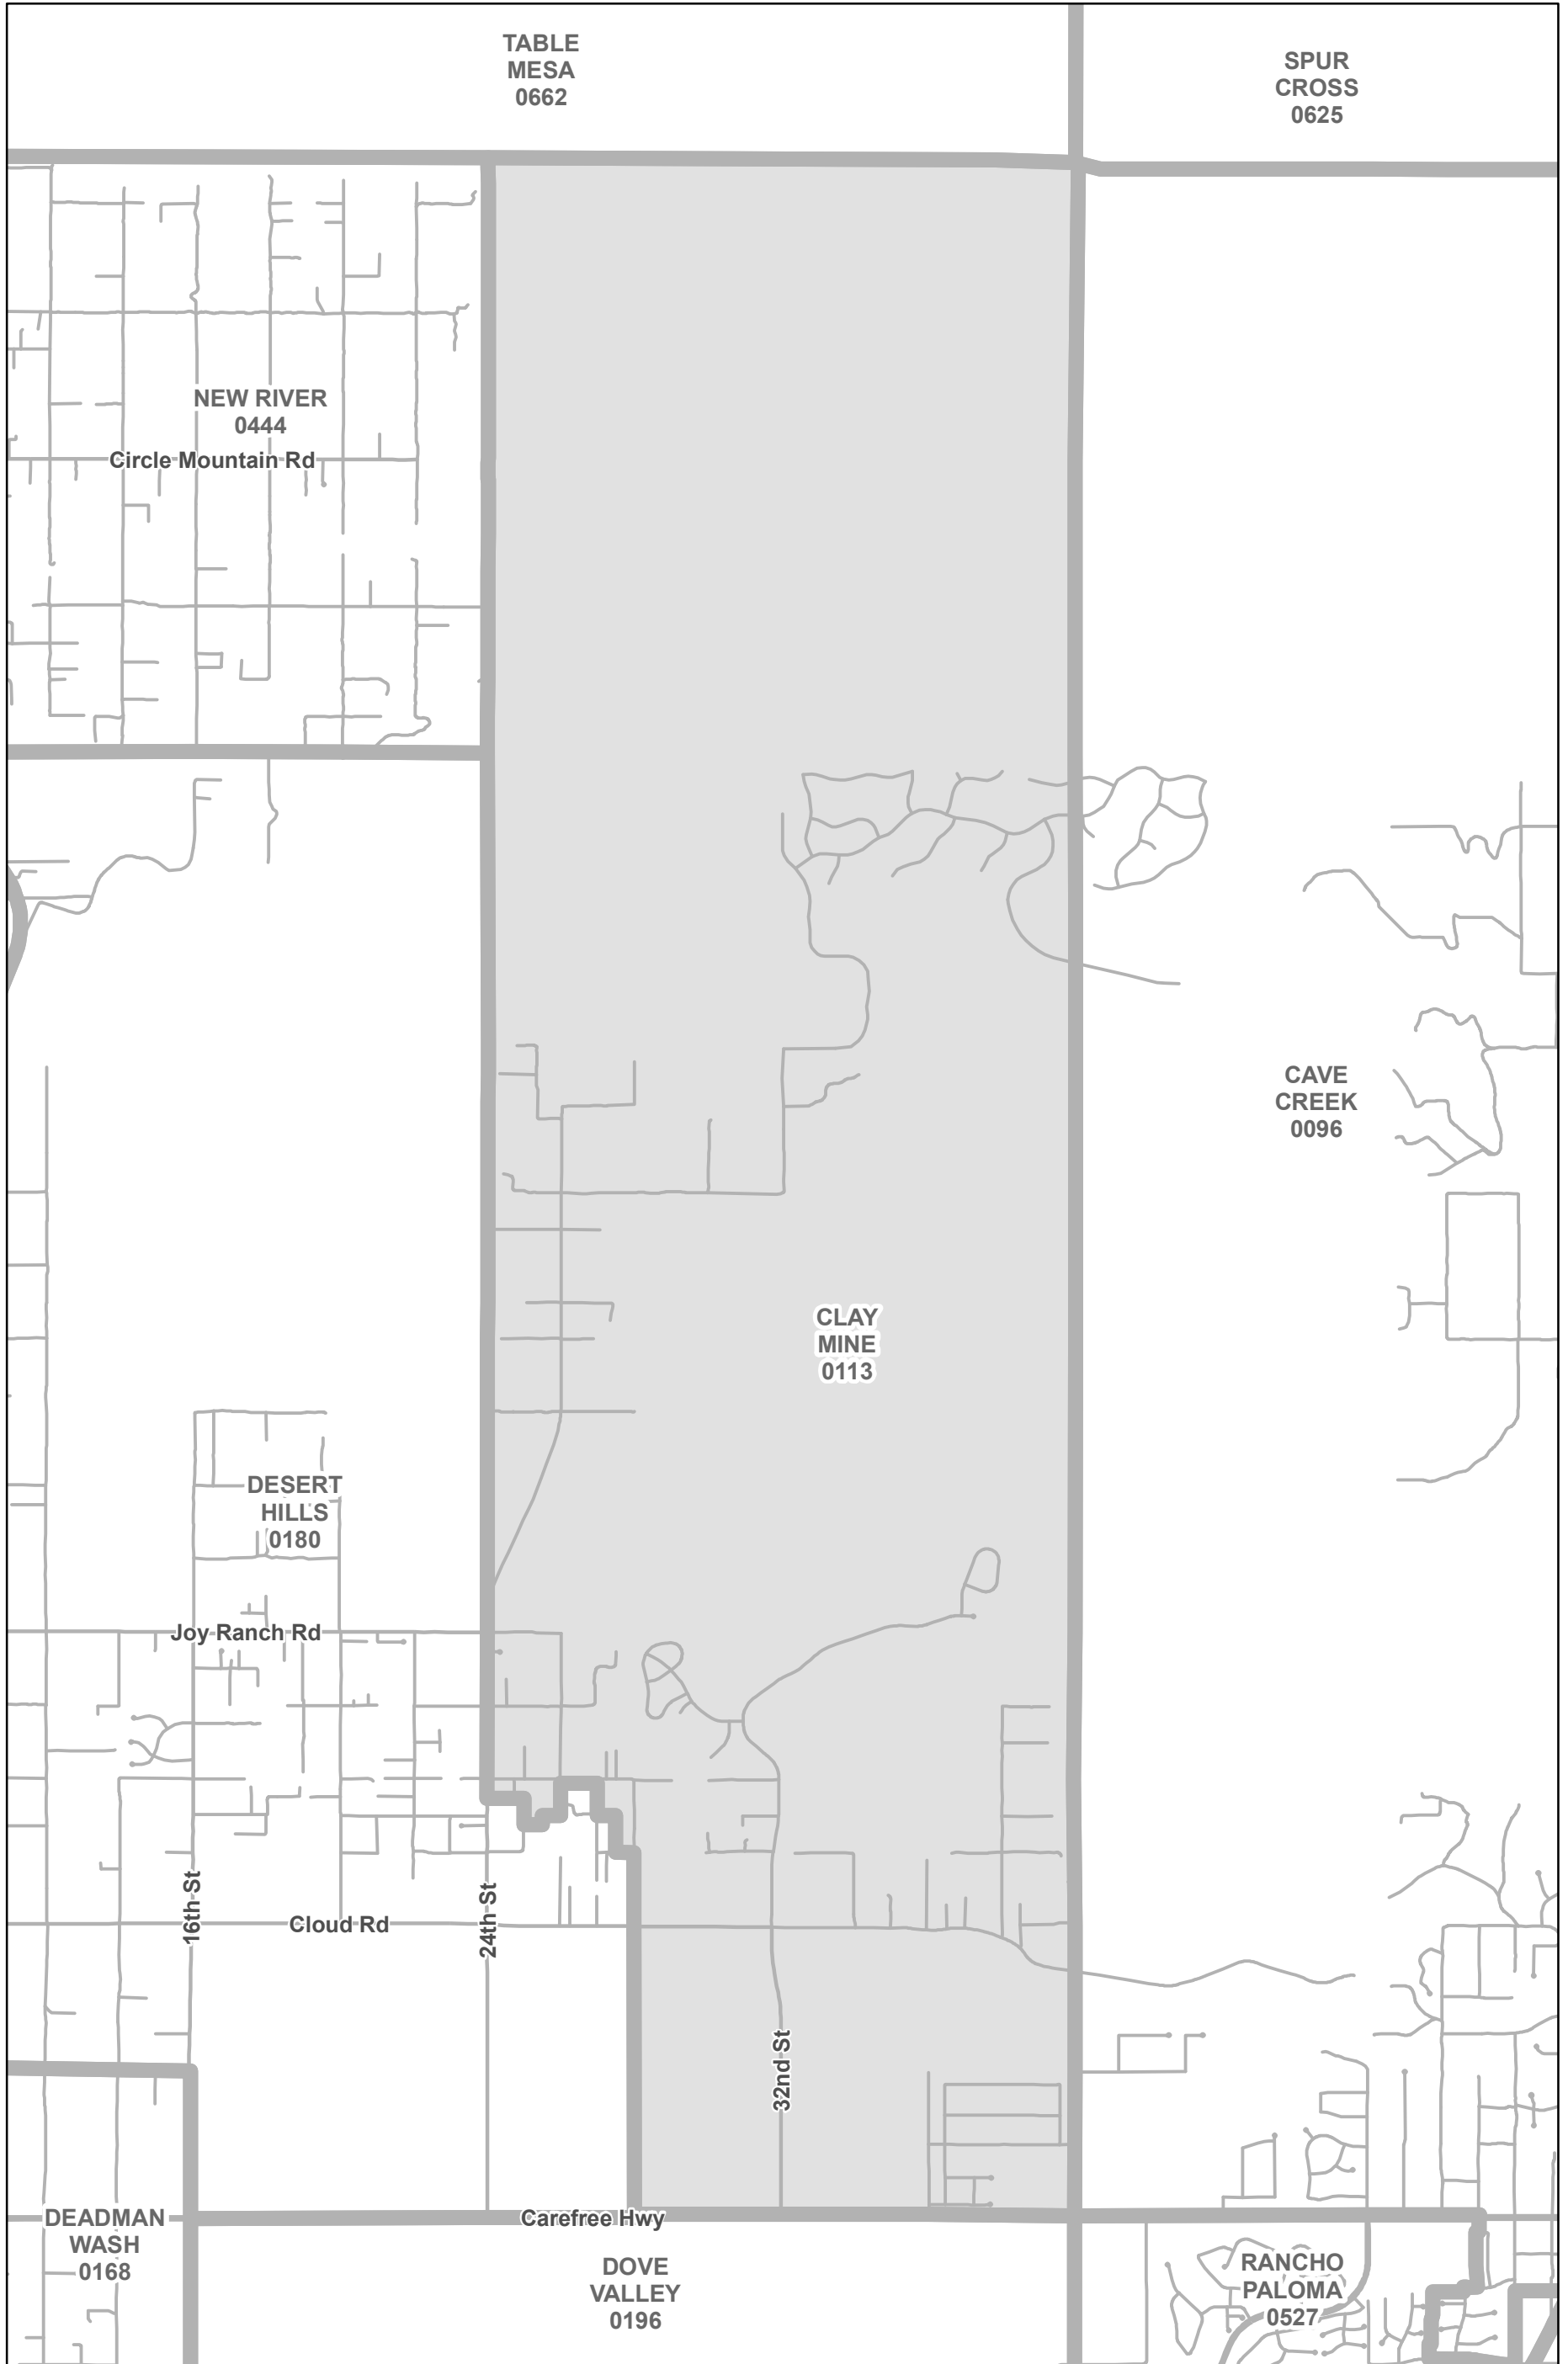 TABLE
MESA
0662
SPUR
CROSS
0625
NEW RIVER
0444
Circle Mountain Rd
CAVE
CREEK
0096
CLAY
MINE
0113
DESERT
HILLS
0180
Joy Ranch Rd
16th St
24th St
Cloud Rd
32nd St
Carefree Hwy
DEADMAN
WASH
0168
DOVE
VALLEY
0196
RANCHO
PALOMA
0527